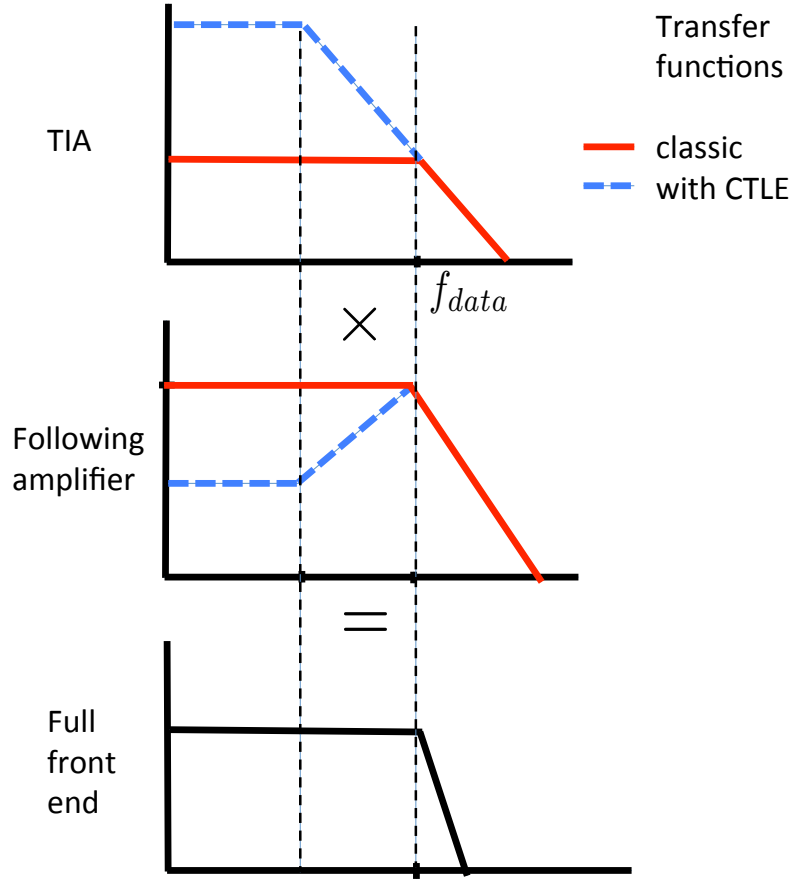 Transfer
functions
TIA
classic
with CTLE
f_data
×
Following
amplifier
=
Full
front
end